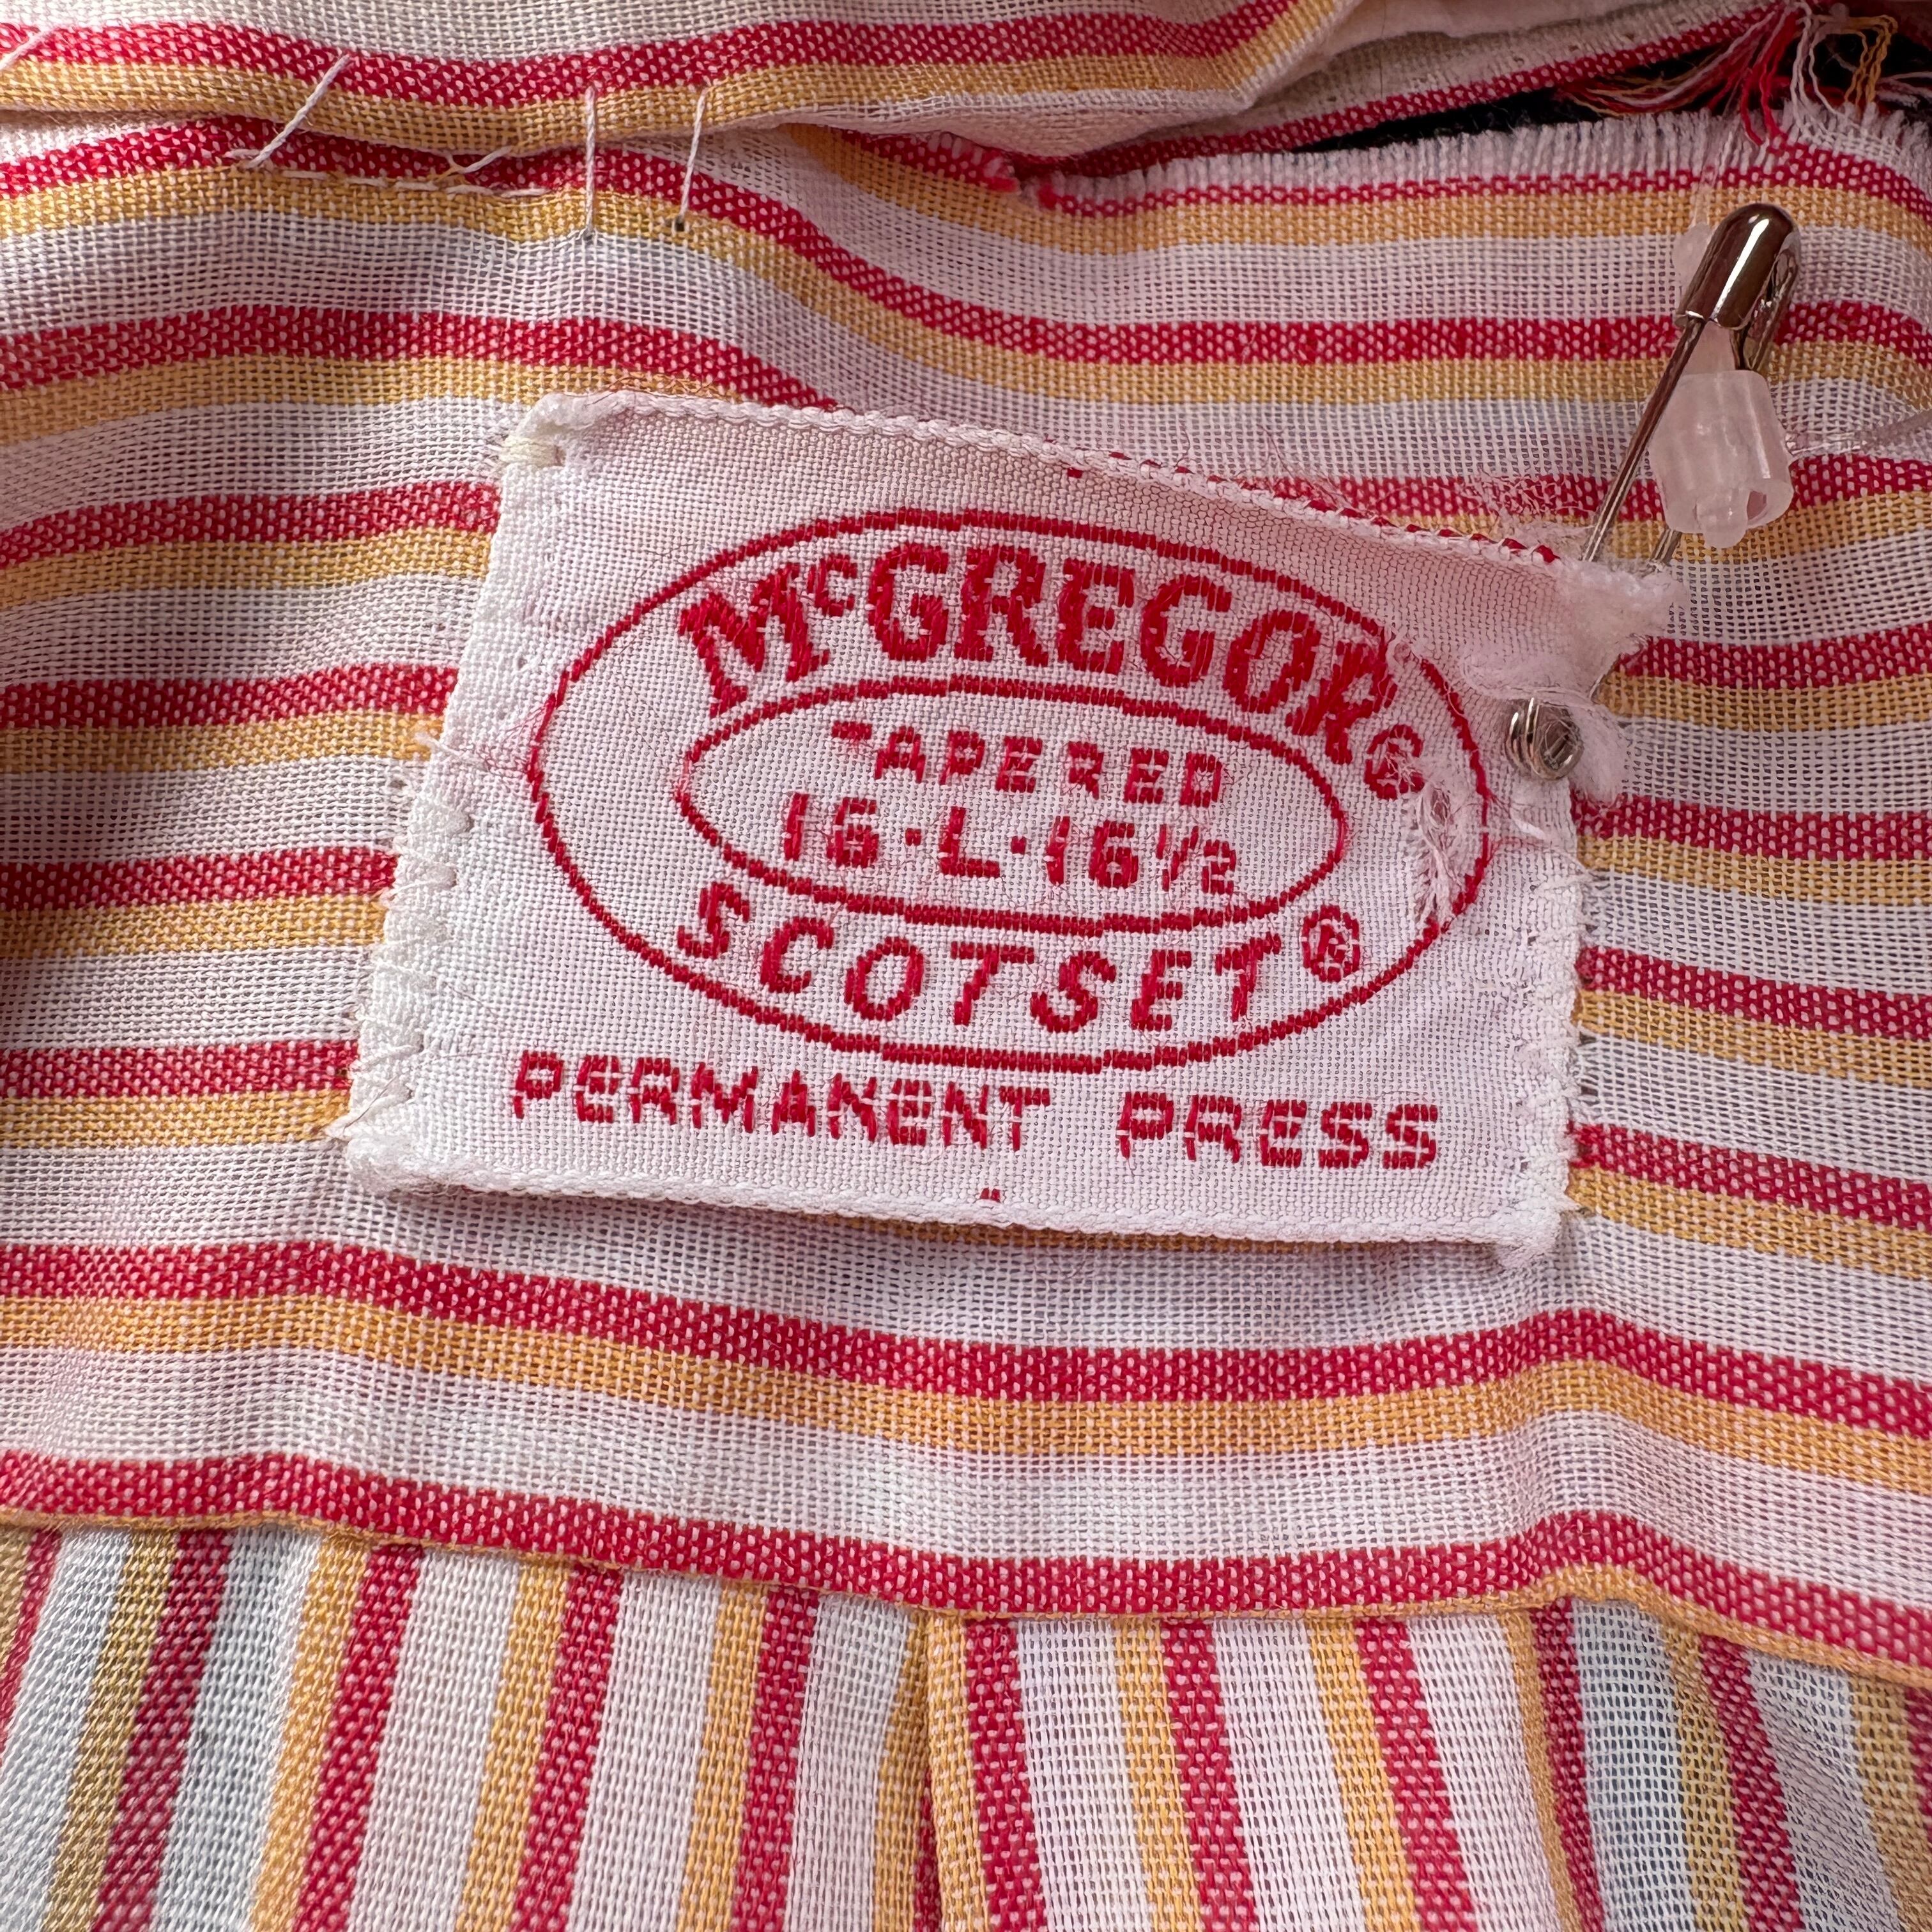 McGREGOR®
TAPERED
16·L·16½
SCOTSET®
PERMANENT PRESS